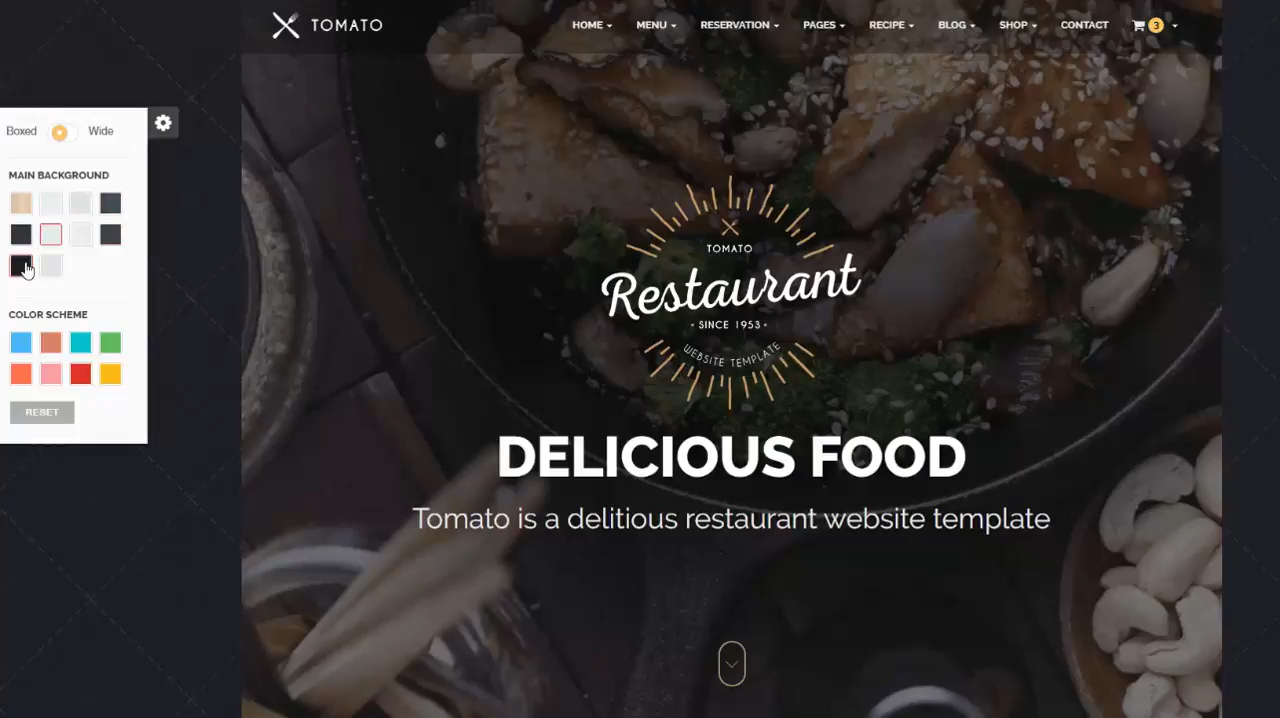 TOMATO
HOME MENU RESERVATION PAGES RECIPE BLOG SHOP CONTACT 3
Boxed Wide
MAIN BACKGROUND
COLOR SCHEME
RESET
TOMATO
Restaurant
SINCE 1953
WEBSITE TEMPLATE
DELICIOUS FOOD
Tomato is a delitious restaurant website template